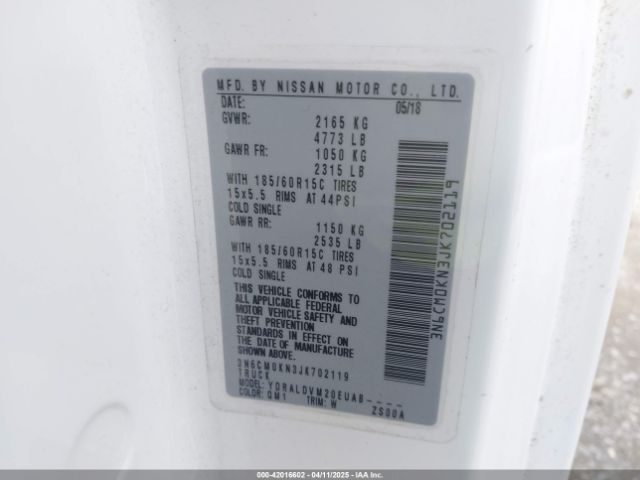 MFD. BY NISSAN MOTOR CO., LTD.
DATE: 05/18
GVWR: 2165 KG
4773 LB
GAWR FR: 1050 KG
2315 LB
WITH 185/60R15C TIRES
15x5.5 RIMS AT 44PSI
COLD SINGLE
GAWR RR: 1150 KG
2535 LB
WITH 185/60R15C TIRES
15x5.5 RIMS AT 48 PSI
COLD SINGLE
THIS VEHICLE CONFORMS TO
ALL APPLICABLE FEDERAL
MOTOR VEHICLE SAFETY AND
THEFT PREVENTION
STANDARDS IN EFFECT ON
THE DATE OF MANUFACTURE
SHOWN ABOVE.
3N6CM0KN3JK702119
TRUCK
MODEL: YDRALDVM20EUAB----
COLOR: QM1 TRIM: W ZS00A
3N6CM0KN3JK702119
000-42016602 - 04/11/2025 - IAAI.COM